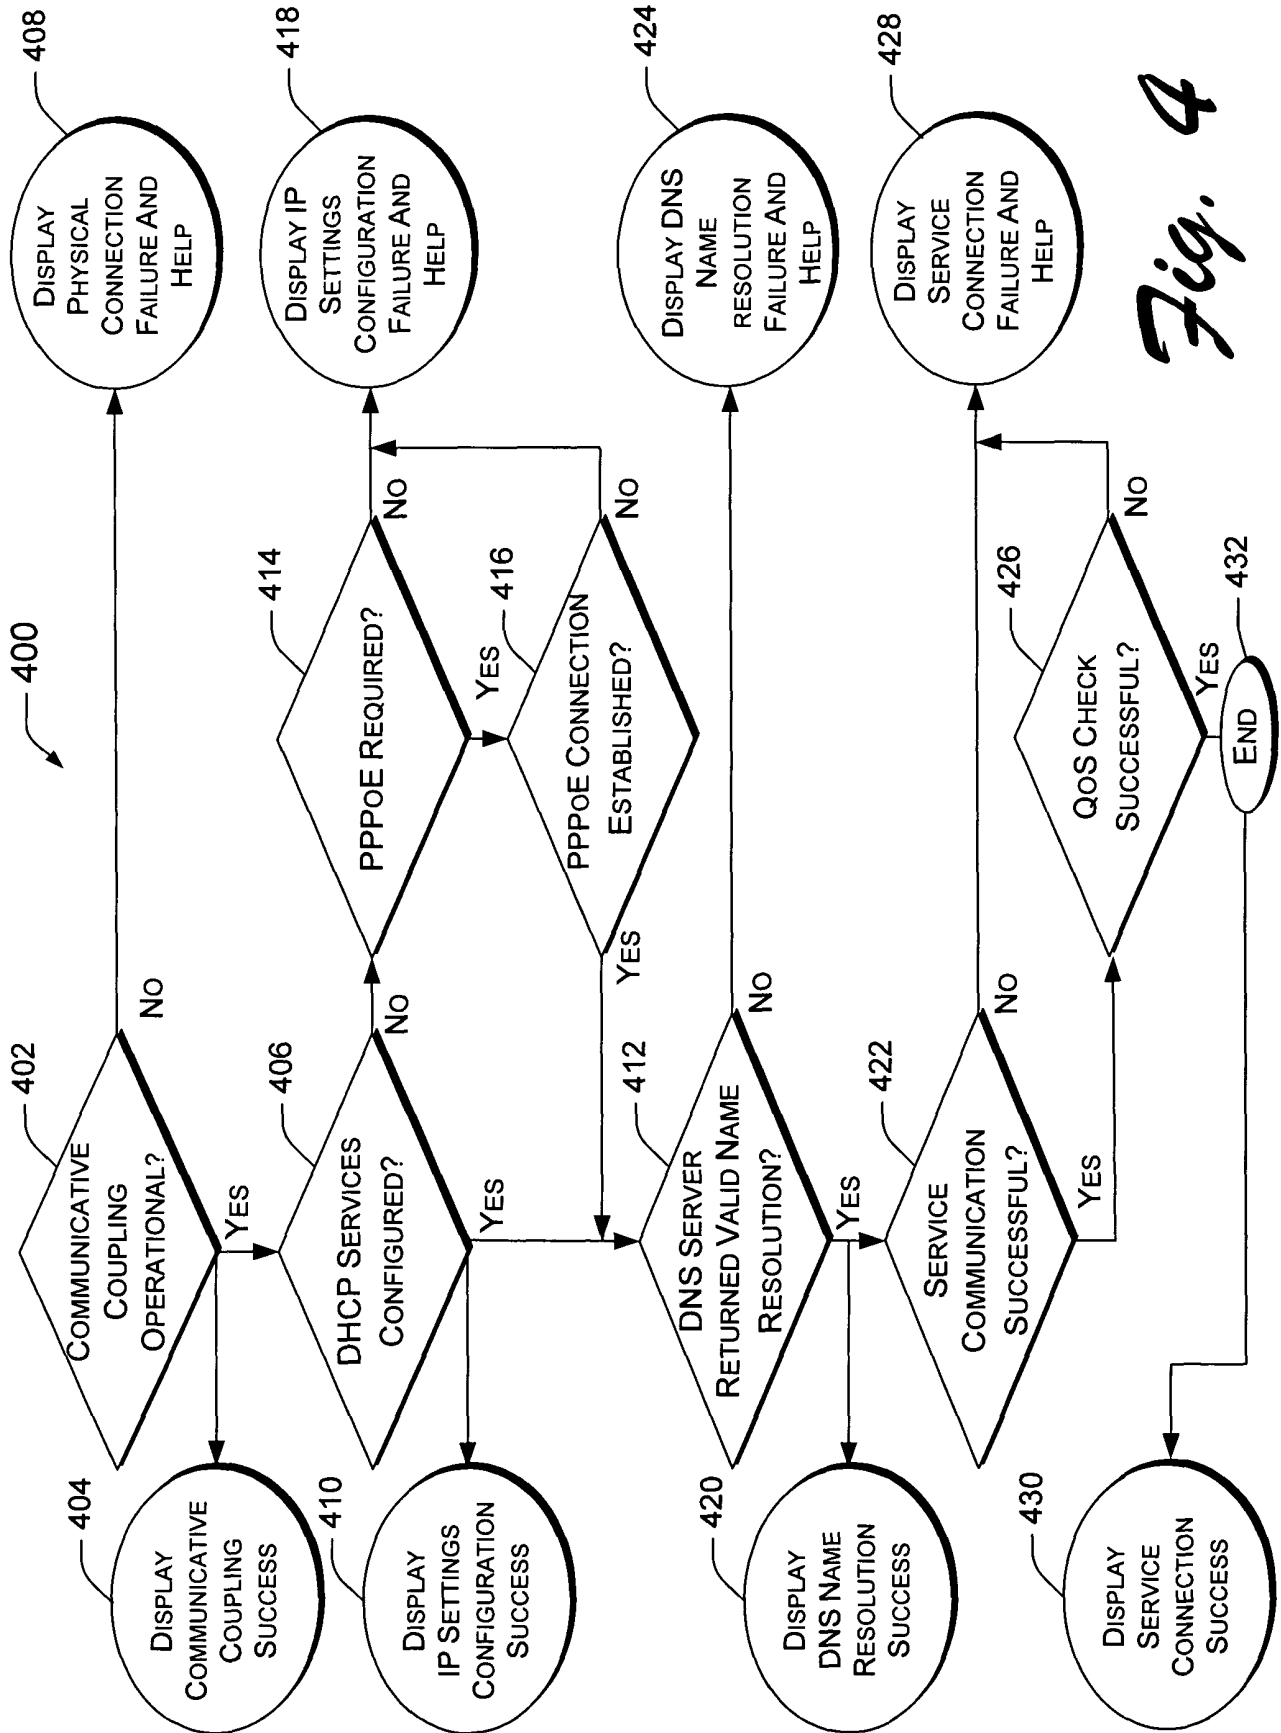 400
402
COMMUNICATIVE
COUPLING
OPERATIONAL?
NO
YES
404
DISPLAY
COMMUNICATIVE
COUPLING
SUCCESS
408
DISPLAY
PHYSICAL
CONNECTION
FAILURE AND
HELP
406
DHCP SERVICES
CONFIGURED?
NO
YES
410
DISPLAY
IP SETTINGS
CONFIGURATION
SUCCESS
414
PPPOE REQUIRED?
NO
YES
418
DISPLAY IP
SETTINGS
CONFIGURATION
FAILURE AND
HELP
416
PPPOE CONNECTION
ESTABLISHED?
NO
YES
412
DNS SERVER
RETURNED VALID NAME
RESOLUTION?
NO
YES
420
DISPLAY
DNS NAME
RESOLUTION
SUCCESS
424
DISPLAY DNS
NAME
RESOLUTION
FAILURE AND
HELP
422
SERVICE
COMMUNICATION
SUCCESSFUL?
NO
YES
428
DISPLAY
SERVICE
CONNECTION
FAILURE AND
HELP
426
QOS CHECK
SUCCESSFUL?
NO
YES
432
END
430
DISPLAY
SERVICE
CONNECTION
SUCCESS
Fig. 4